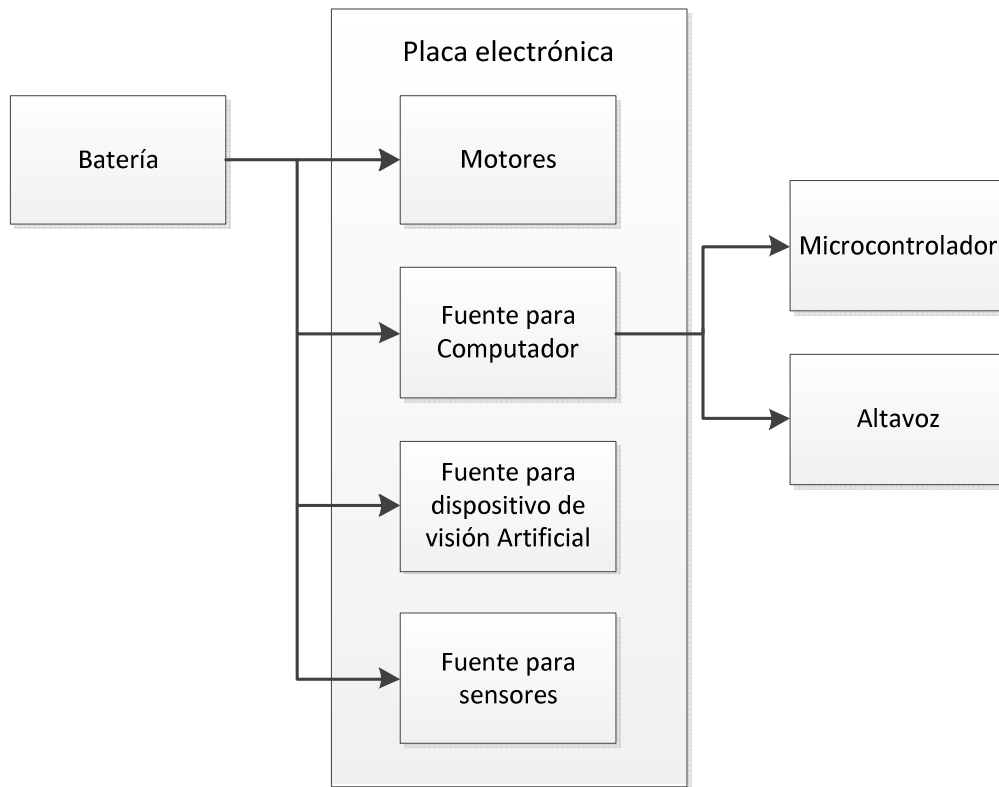 Placa electrónica
Batería
Motores
Microcontrolador
Fuente para
Computador
Altavoz
Fuente para
dispositivo de
visión Artificial
Fuente para
sensores